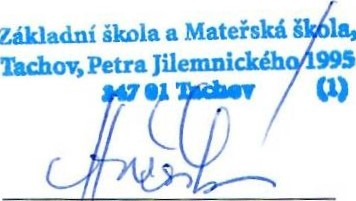 Základní škola a Mateřská škola,
Tachov, Petra Jilemnického 1995
347 01 Tachov (1)